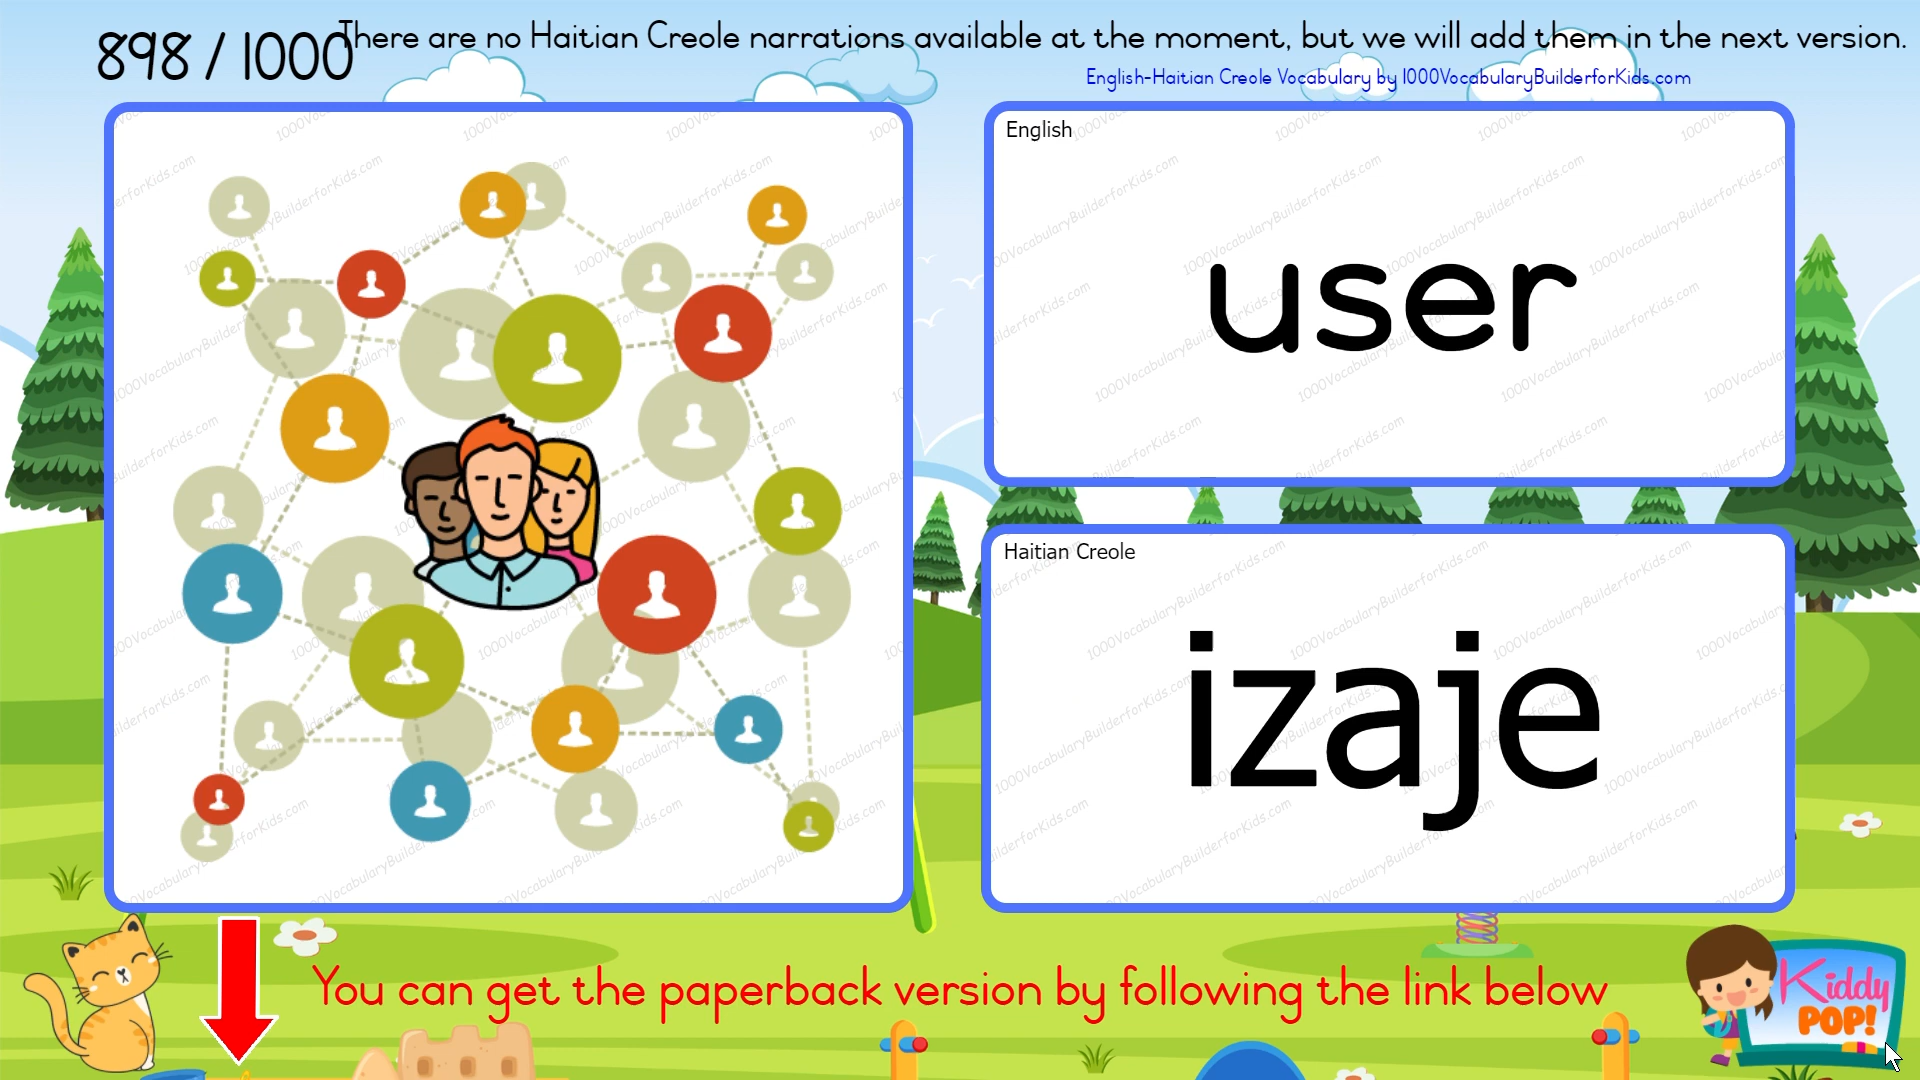 898 / 1000
There are no Haitian Creole narrations available at the moment, but we will add them in the next version.
English-Haitian Creole Vocabulary by 1000VocabularyBuilderforKids.com
English
user
Haitian Creole
izaje
You can get the paperback version by following the link below
Kiddy
POP!
1000VocabularyBuilderforKids.com